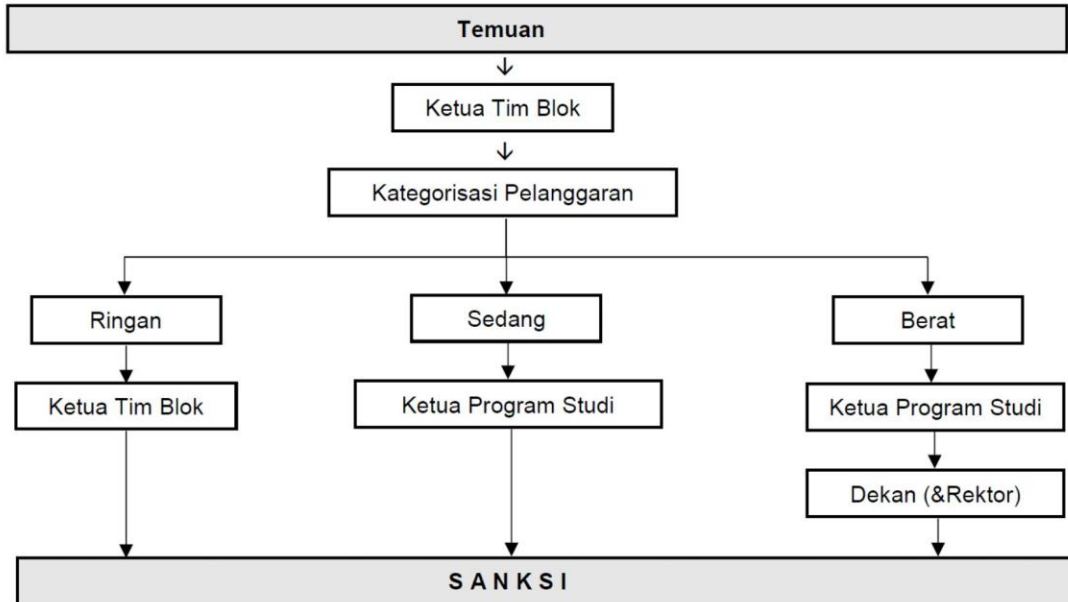 Temuan
Ketua Tim Blok
Kategorisasi Pelanggaran
Ringan
Sedang
Berat
Ketua Tim Blok
Ketua Program Studi
Ketua Program Studi
Dekan (&Rektor)
S A N K S I